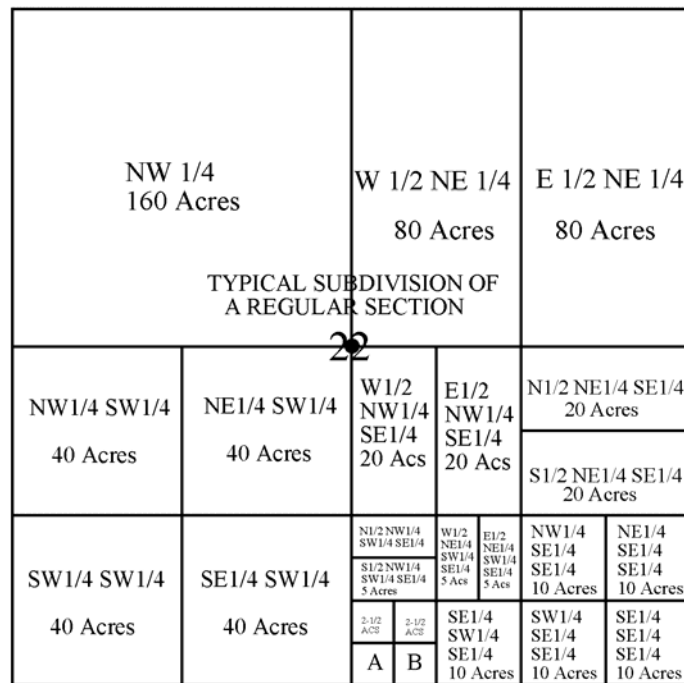 NW 1/4
160 Acres
W 1/2 NE 1/4
80 Acres
E 1/2 NE 1/4
80 Acres
TYPICAL SUBDIVISION OF
A REGULAR SECTION
22
NW1/4 SW1/4
40 Acres
NE1/4 SW1/4
40 Acres
W1/2
NW1/4
SE1/4
20 Acs
E1/2
NW1/4
SE1/4
20 Acs
N1/2 NE1/4 SE1/4
20 Acres
S1/2 NE1/4 SE1/4
20 Acres
SW1/4 SW1/4
40 Acres
SE1/4 SW1/4
40 Acres
N1/2 NW1/4
SW1/4 SE1/4
S1/2 NW1/4
SW1/4 SE1/4
5 Acres
W1/2
NE1/4
SW1/4
SE1/4
5 Acs
E1/2
NE1/4
SW1/4
SE1/4
5 Acs
NW1/4
SE1/4
SE1/4
10 Acres
NE1/4
SE1/4
SE1/4
10 Acres
2-1/2
ACS
2-1/2
ACS
A
B
SE1/4
SW1/4
SE1/4
10 Acres
SW1/4
SE1/4
SE1/4
10 Acres
SE1/4
SE1/4
SE1/4
10 Acres